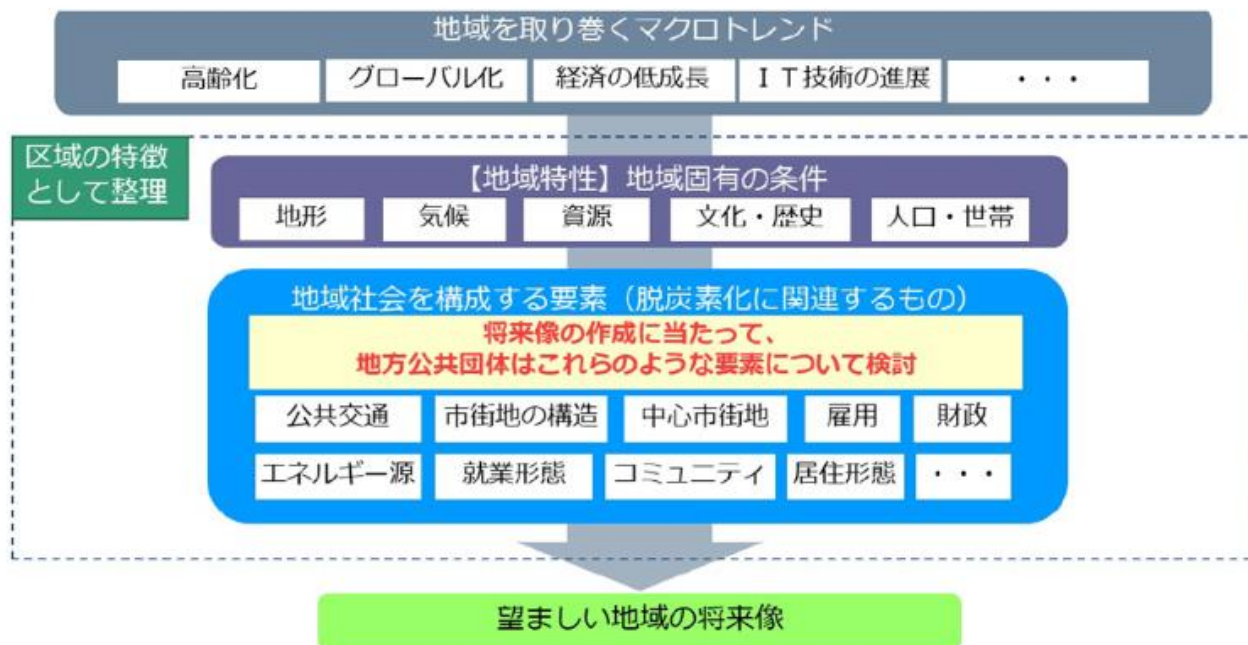 地域を取り巻くマクロトレンド
高齢化
グローバル化
経済の低成長
ＩＴ技術の進展
・・・
区域の特徴
として整理
【地域特性】地域固有の条件
地形
気候
資源
文化・歴史
人口・世帯
地域社会を構成する要素（脱炭素化に関連するもの）
将来像の作成に当たって、
地方公共団体はこれらのような要素について検討
公共交通
市街地の構造
中心市街地
雇用
財政
エネルギー源
就業形態
コミュニティ
居住形態
・・・
望ましい地域の将来像